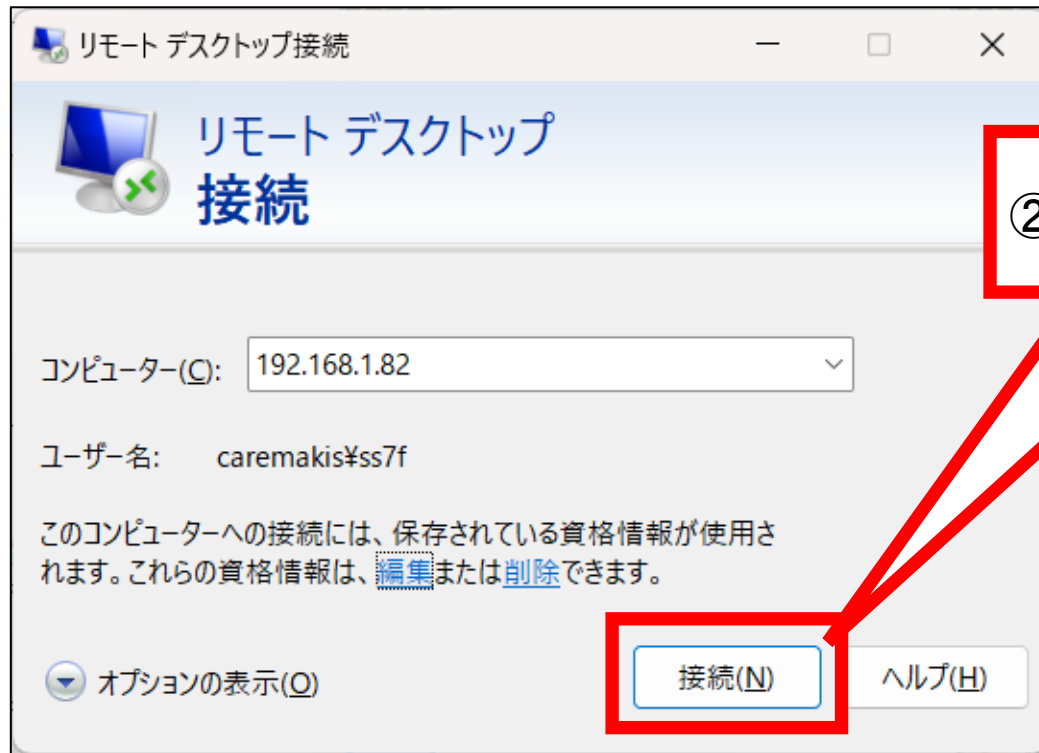 リモート デスクトップ接続
リモート デスクトップ
接続
②
コンピューター(C): 192.168.1.82
ユーザー名: caremakis¥ss7f
このコンピューターへの接続には、保存されている資格情報が使用さ
れます。これらの資格情報は、編集または削除できます。
オプションの表示(O) 接続(N) ヘルプ(H)